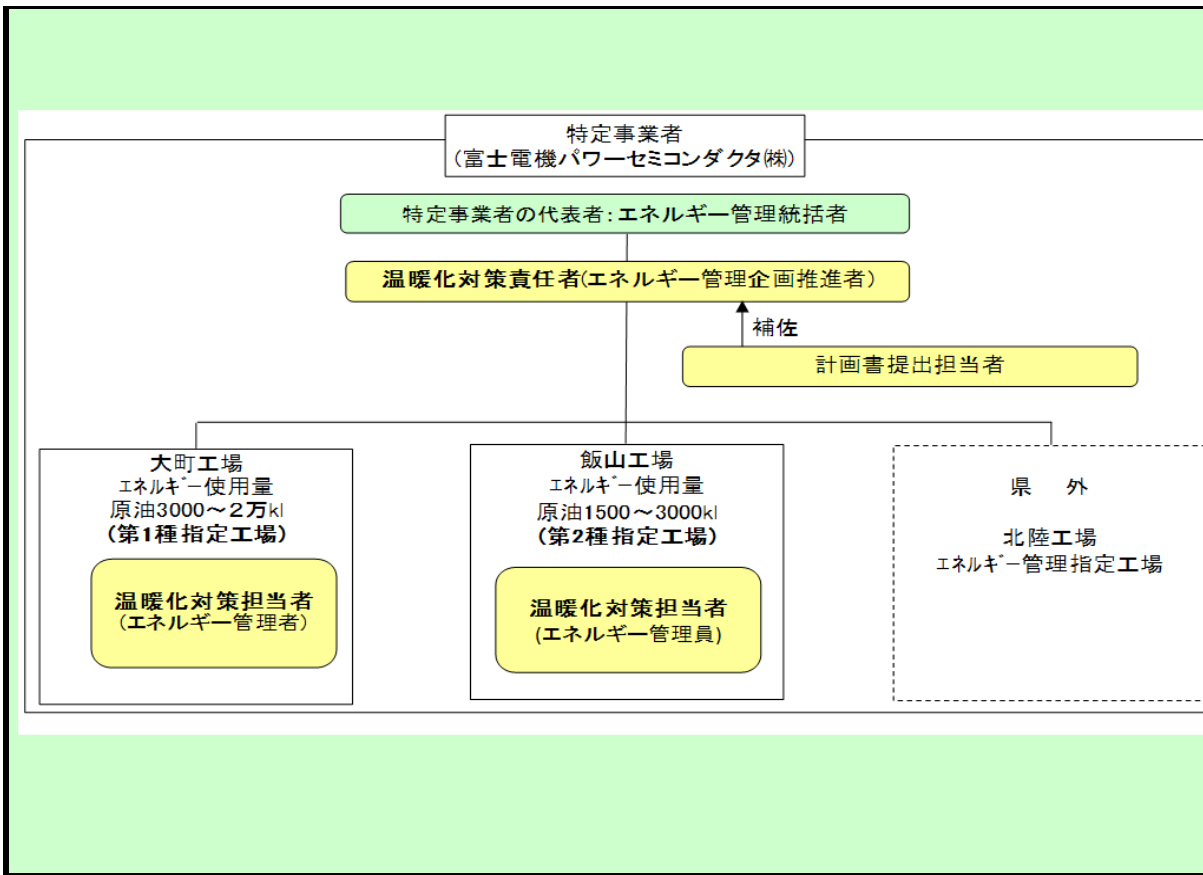 特定事業者
(富士電機パワーセミコンダクタ㈱)
特定事業者の代表者：エネルギー管理統括者
温暖化対策責任者(エネルギー管理企画推進者)
補佐
計画書提出担当者
大町工場
エネルギー使用量
原油3000～2万kl
(第1種指定工場)
温暖化対策担当者
(エネルギー管理者)
飯山工場
エネルギー使用量
原油1500～3000kl
(第2種指定工場)
温暖化対策担当者
(エネルギー管理員)
県　外
北陸工場
エネルギー管理指定工場